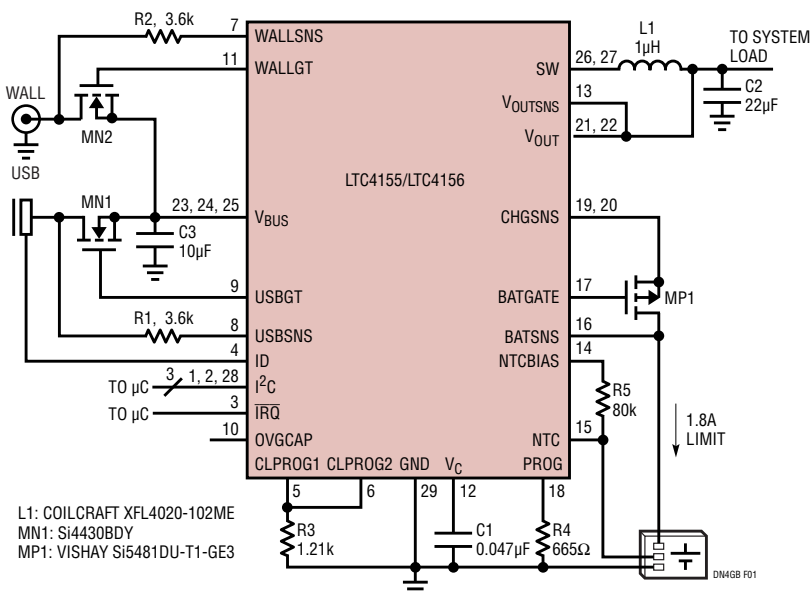 R2, 3.6k
7
WALLSNS
11
WALLGT
WALL
MN2
USB
MN1
23, 24, 25
VBUS
C3
10µF
9
USBGT
R1, 3.6k
8
USBSNS
4
ID
TO µC
3
1, 2, 28
I²C
TO µC
3
IRQ
10
OVGCAP
LTC4155/LTC4156
L1
1µH
TO SYSTEM
LOAD
26, 27
SW
C2
22µF
13
VOUTSNS
21, 22
VOUT
19, 20
CHGSNS
17
BATGATE
MP1
16
BATSNS
14
NTCBIAS
R5
80k
1.8A
LIMIT
15
NTC
CLPROG1 CLPROG2 GND VC PROG
5 6 29 12 18
R3
1.21k
C1
0.047µF
R4
665Ω
L1: COILCRAFT XFL4020-102ME
MN1: Si4430BDY
MP1: VISHAY Si5481DU-T1-GE3
DN4GB F01